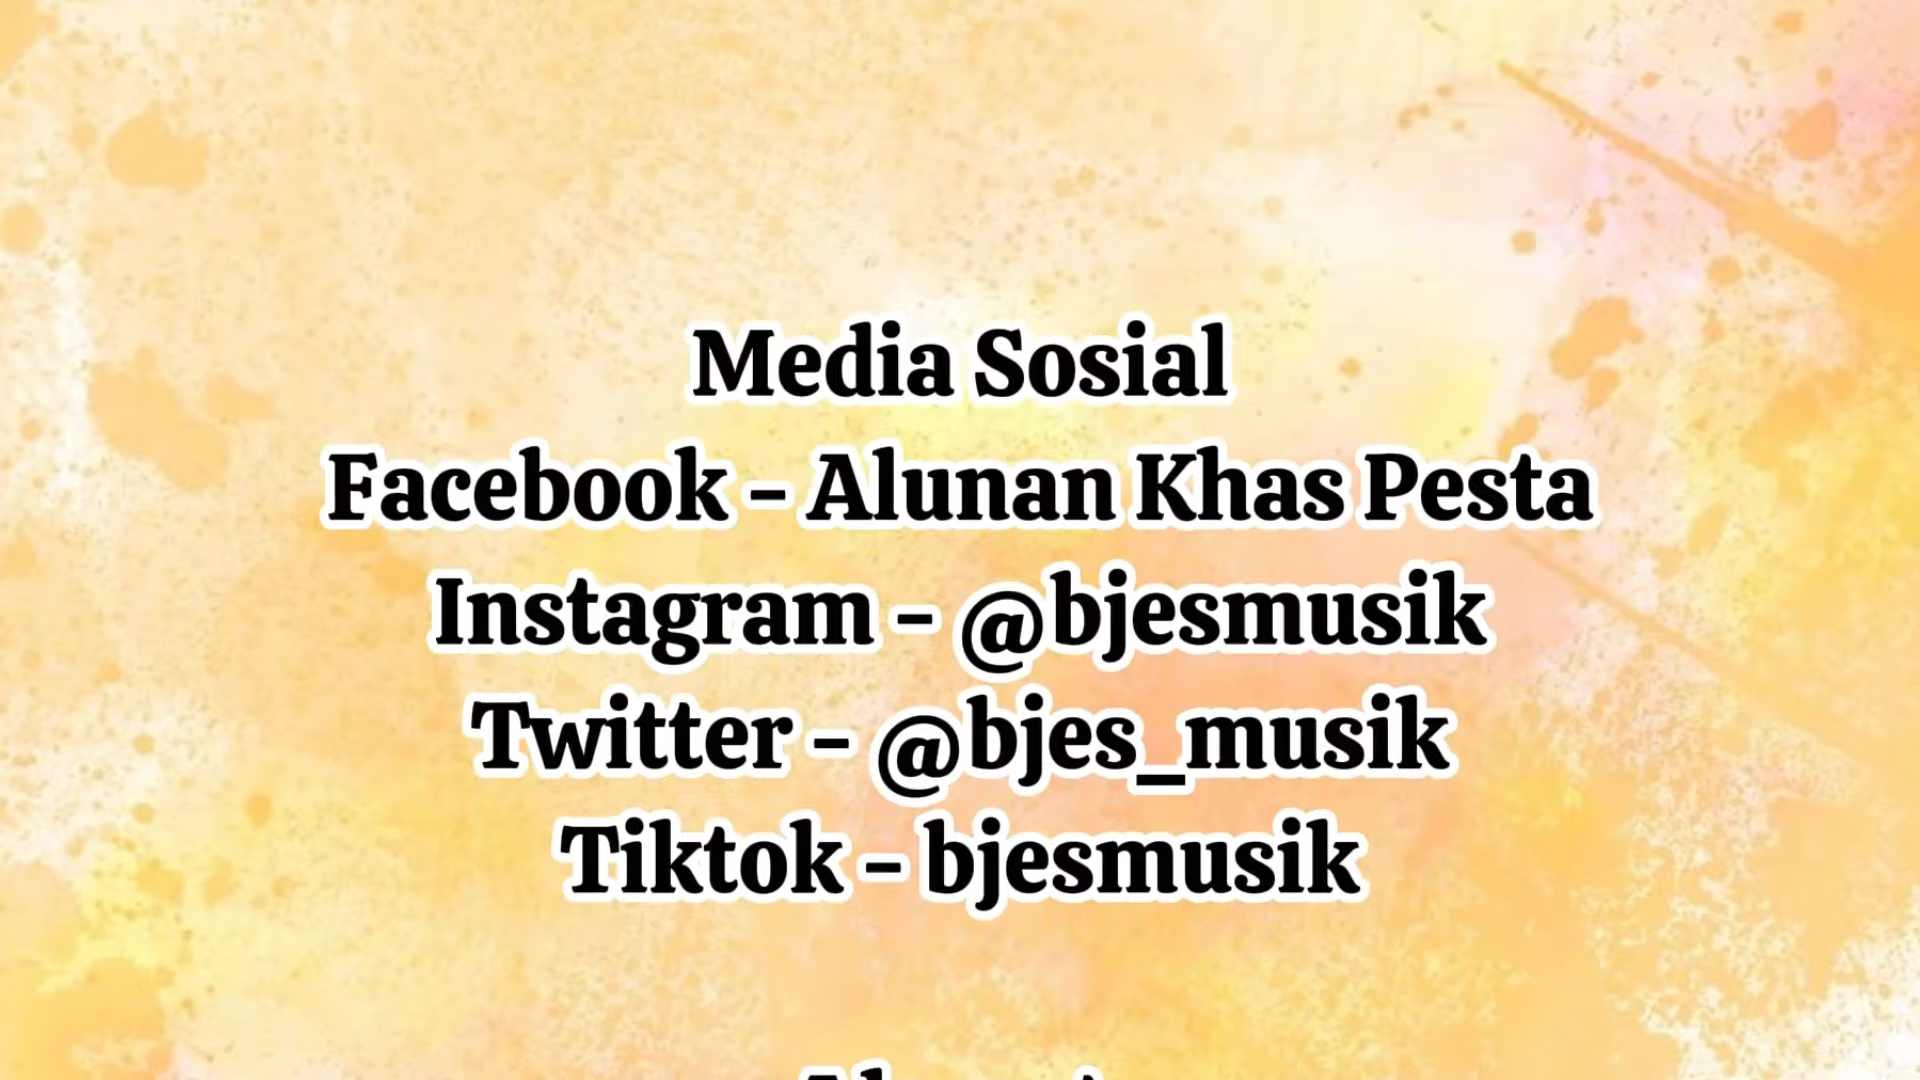 Media Sosial
Facebook - Alunan Khas Pesta
Instagram - @bjesmusik
Twitter - @bjes_musik
Tiktok - bjesmusik